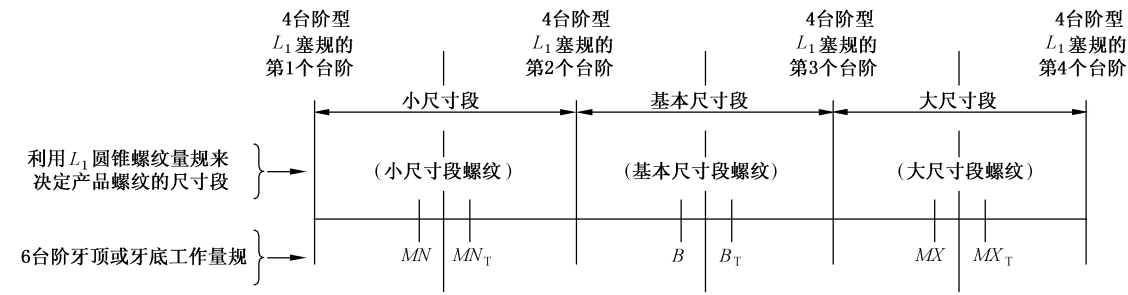 4台阶型
L₁塞规的
第1个台阶
4台阶型
L₁塞规的
第2个台阶
4台阶型
L₁塞规的
第3个台阶
4台阶型
L₁塞规的
第4个台阶
小尺寸段
基本尺寸段
大尺寸段
利用L₁圆锥螺纹量规来
决定产品螺纹的尺寸段
(小尺寸段螺纹)
(基本尺寸段螺纹)
(大尺寸段螺纹)
6台阶牙顶或牙底工作量规
MN
MN_T
B
B_T
MX
MX_T